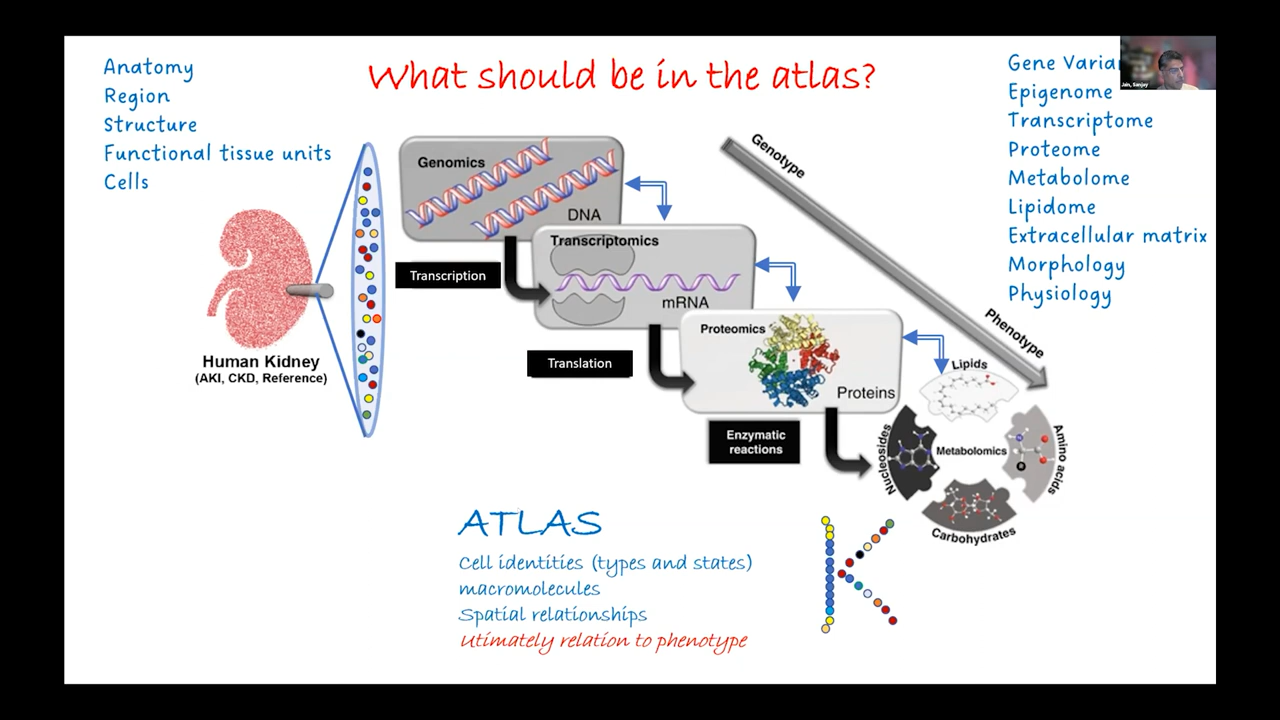 What should be in the atlas?
Anatomy
Region
Structure
Functional tissue units
Cells
Human Kidney
(AKI, CKD, Reference)
Genomics
DNA
Transcription
Transcriptomics
mRNA
Translation
Proteomics
Proteins
Enzymatic
reactions
Genotype
Phenotype
Lipids
Nucleosides
Metabolomics
Amino acids
Carbohydrates
Gene Varia
Epigenome
Transcriptome
Proteome
Metabolome
Lipidome
Extracellular matrix
Morphology
Physiology
Jain, Sanjay
ATLAS
Cell identities (types and states)
macromolecules
Spatial relationships
Utimately relation to phenotype
K